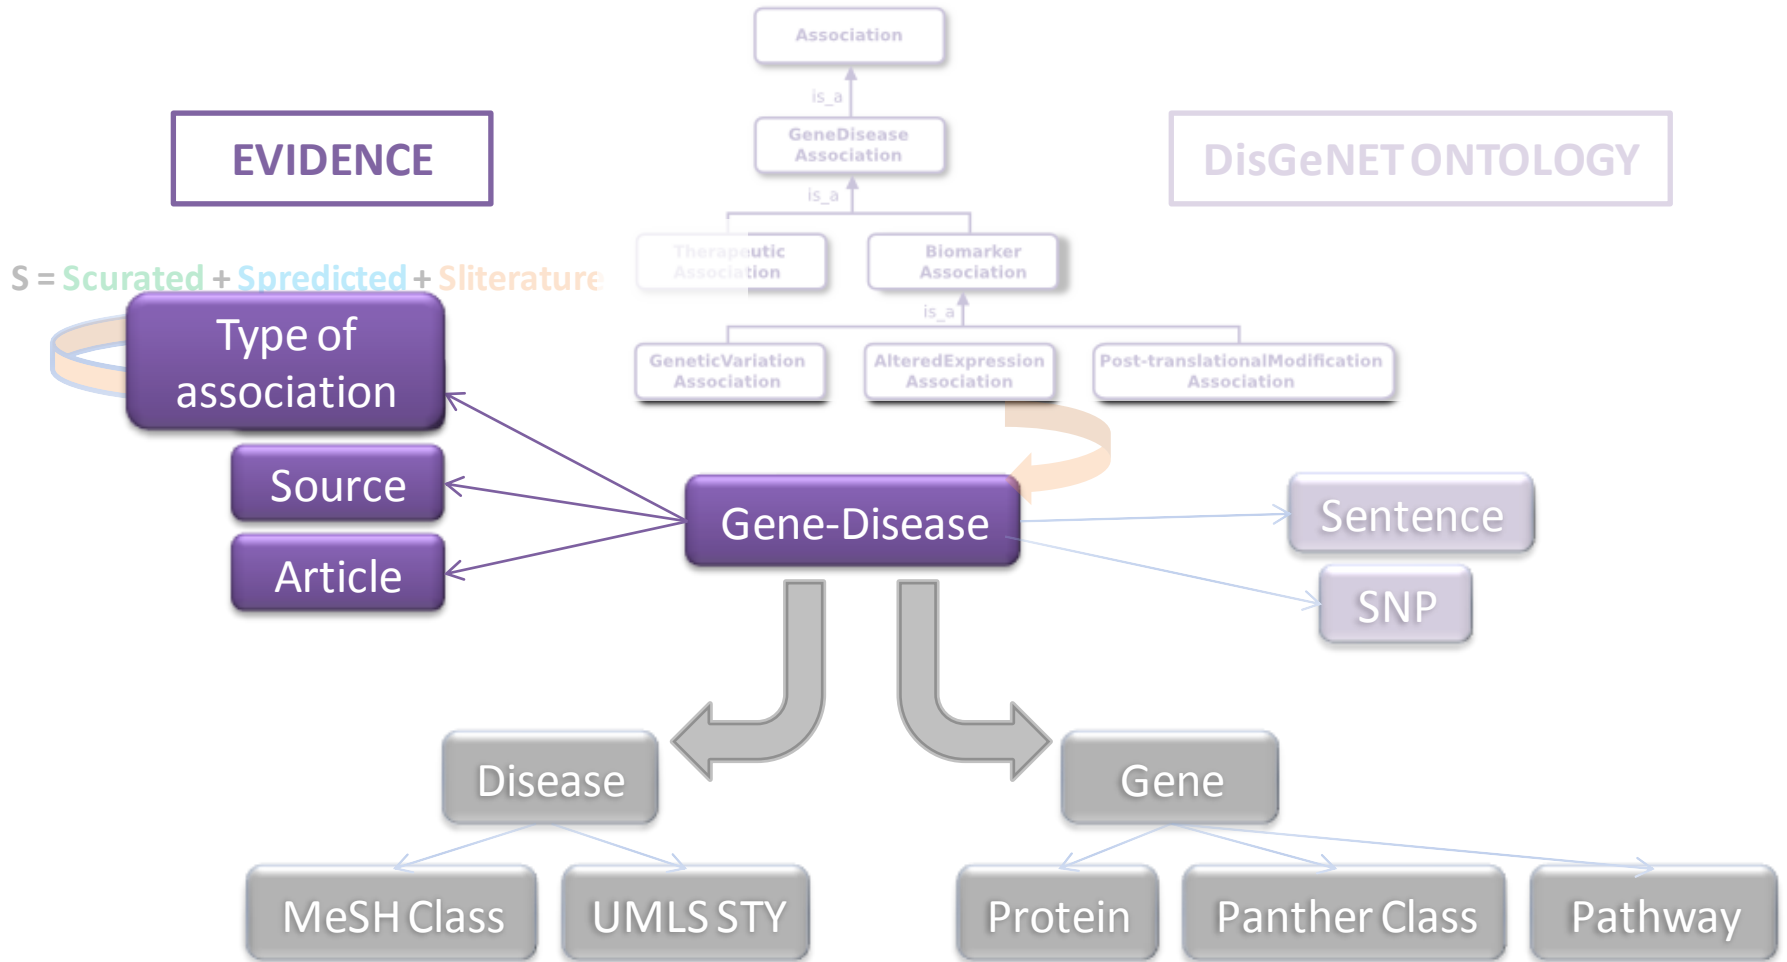 Association
is_a
EVIDENCE
GeneDisease
Association
DisGeNET ONTOLOGY
is_a
Therapeutic
Association
Biomarker
Association
S = Scurated + Spredicted + Sliterature
is_a
Type of
association
GeneticVariation
Association
AlteredExpression
Association
Post-translationalModification
Association
Source
Gene-Disease
Sentence
Article
SNP
Disease
Gene
MeSH Class
UMLS STY
Protein
Panther Class
Pathway